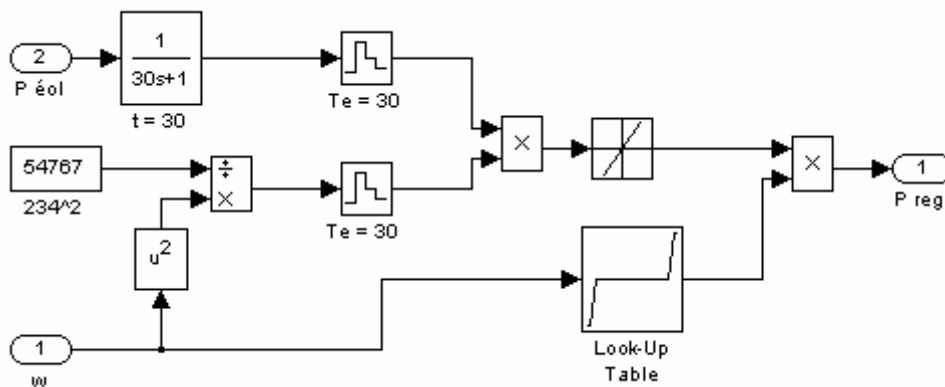 2
P éol
1
30s+1
t = 30
Te = 30
54767
234^2
÷
×
Te = 30
×
×
1
P reg
u²
1
w
Look-Up
Table